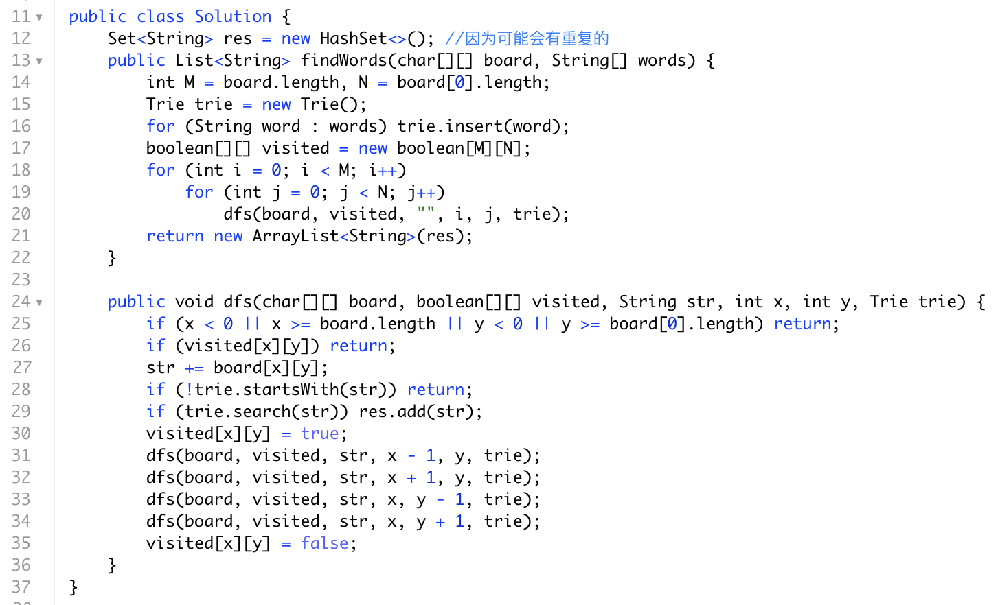 11 ▾ public class Solution {
12 Set<String> res = new HashSet<>(); //因为可能会有重复的
13 ▾ public List<String> findWords(char[][] board, String[] words) {
14 int M = board.length, N = board[0].length;
15 Trie trie = new Trie();
16 for (String word : words) trie.insert(word);
17 boolean[][] visited = new boolean[M][N];
18 for (int i = 0; i < M; i++)
19 for (int j = 0; j < N; j++)
20 dfs(board, visited, "", i, j, trie);
21 return new ArrayList<String>(res);
22 }
23
24 ▾ public void dfs(char[][] board, boolean[][] visited, String str, int x, int y, Trie trie) {
25 if (x < 0 || x >= board.length || y < 0 || y >= board[0].length) return;
26 if (visited[x][y]) return;
27 str += board[x][y];
28 if (!trie.startsWith(str)) return;
29 if (trie.search(str)) res.add(str);
30 visited[x][y] = true;
31 dfs(board, visited, str, x - 1, y, trie);
32 dfs(board, visited, str, x + 1, y, trie);
33 dfs(board, visited, str, x, y - 1, trie);
34 dfs(board, visited, str, x, y + 1, trie);
35 visited[x][y] = false;
36 }
37 }